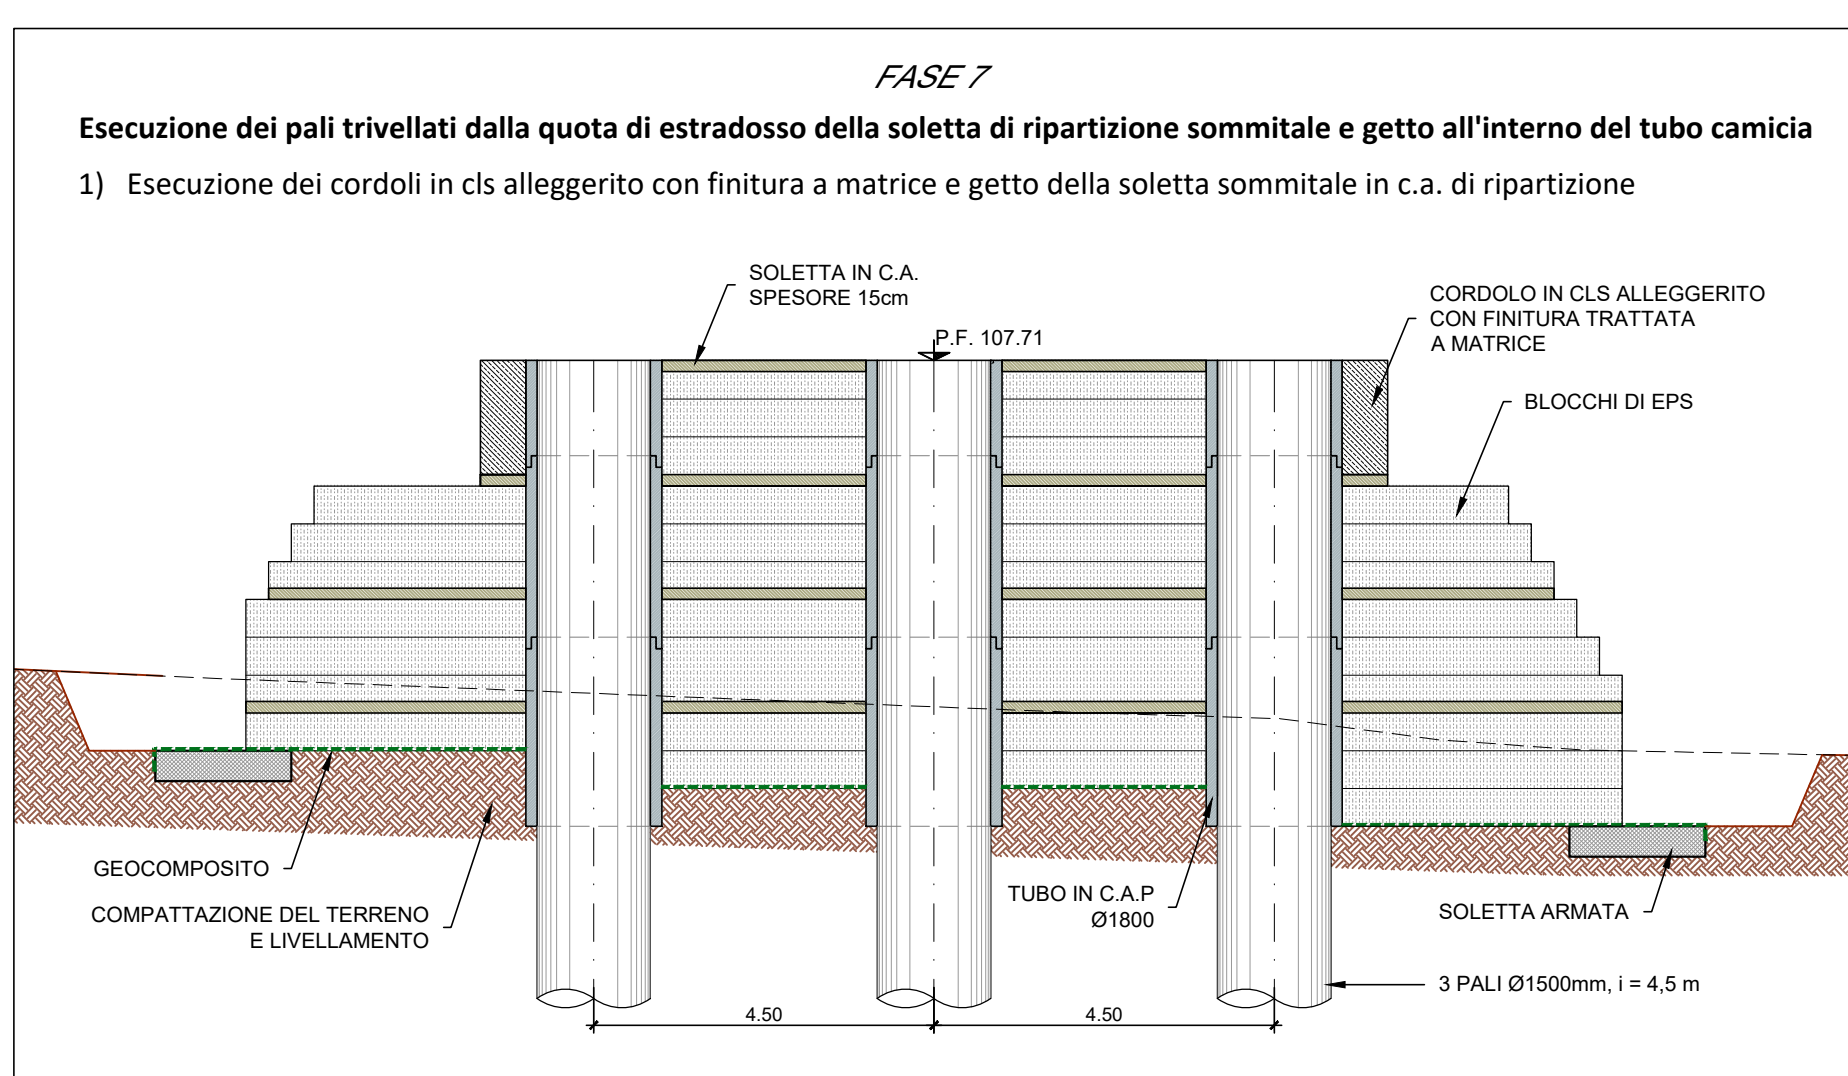 FASE 7
Esecuzione dei pali trivellati dalla quota di estradosso della soletta di ripartizione sommitale e getto all'interno del tubo camicia
1) Esecuzione dei cordoli in cls alleggerito con finitura a matrice e getto della soletta sommitale in c.a. di ripartizione
SOLETTA IN C.A.
SPESORE 15cm
P.F. 107.71
CORDOLO IN CLS ALLEGGERITO
CON FINITURA TRATTATA
A MATRICE
BLOCCHI DI EPS
GEOCOMPOSITO
COMPATTAZIONE DEL TERRENO
E LIVELLAMENTO
TUBO IN C.A.P
Ø1800
SOLETTA ARMATA
3 PALI Ø1500mm, i = 4,5 m
4.50
4.50